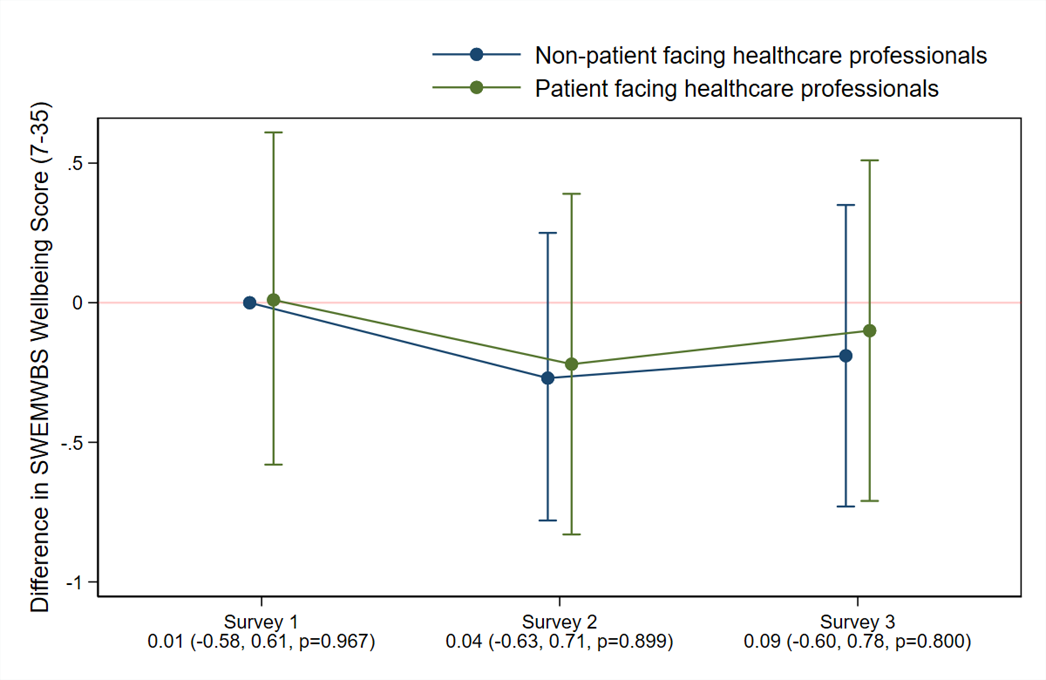 Non-patient facing healthcare professionals
Patient facing healthcare professionals
Difference in SWEMWBS Wellbeing Score (7-35)
.5
0
-.5
-1
Survey 1
0.01 (-0.58, 0.61, p=0.967)
Survey 2
0.04 (-0.63, 0.71, p=0.899)
Survey 3
0.09 (-0.60, 0.78, p=0.800)